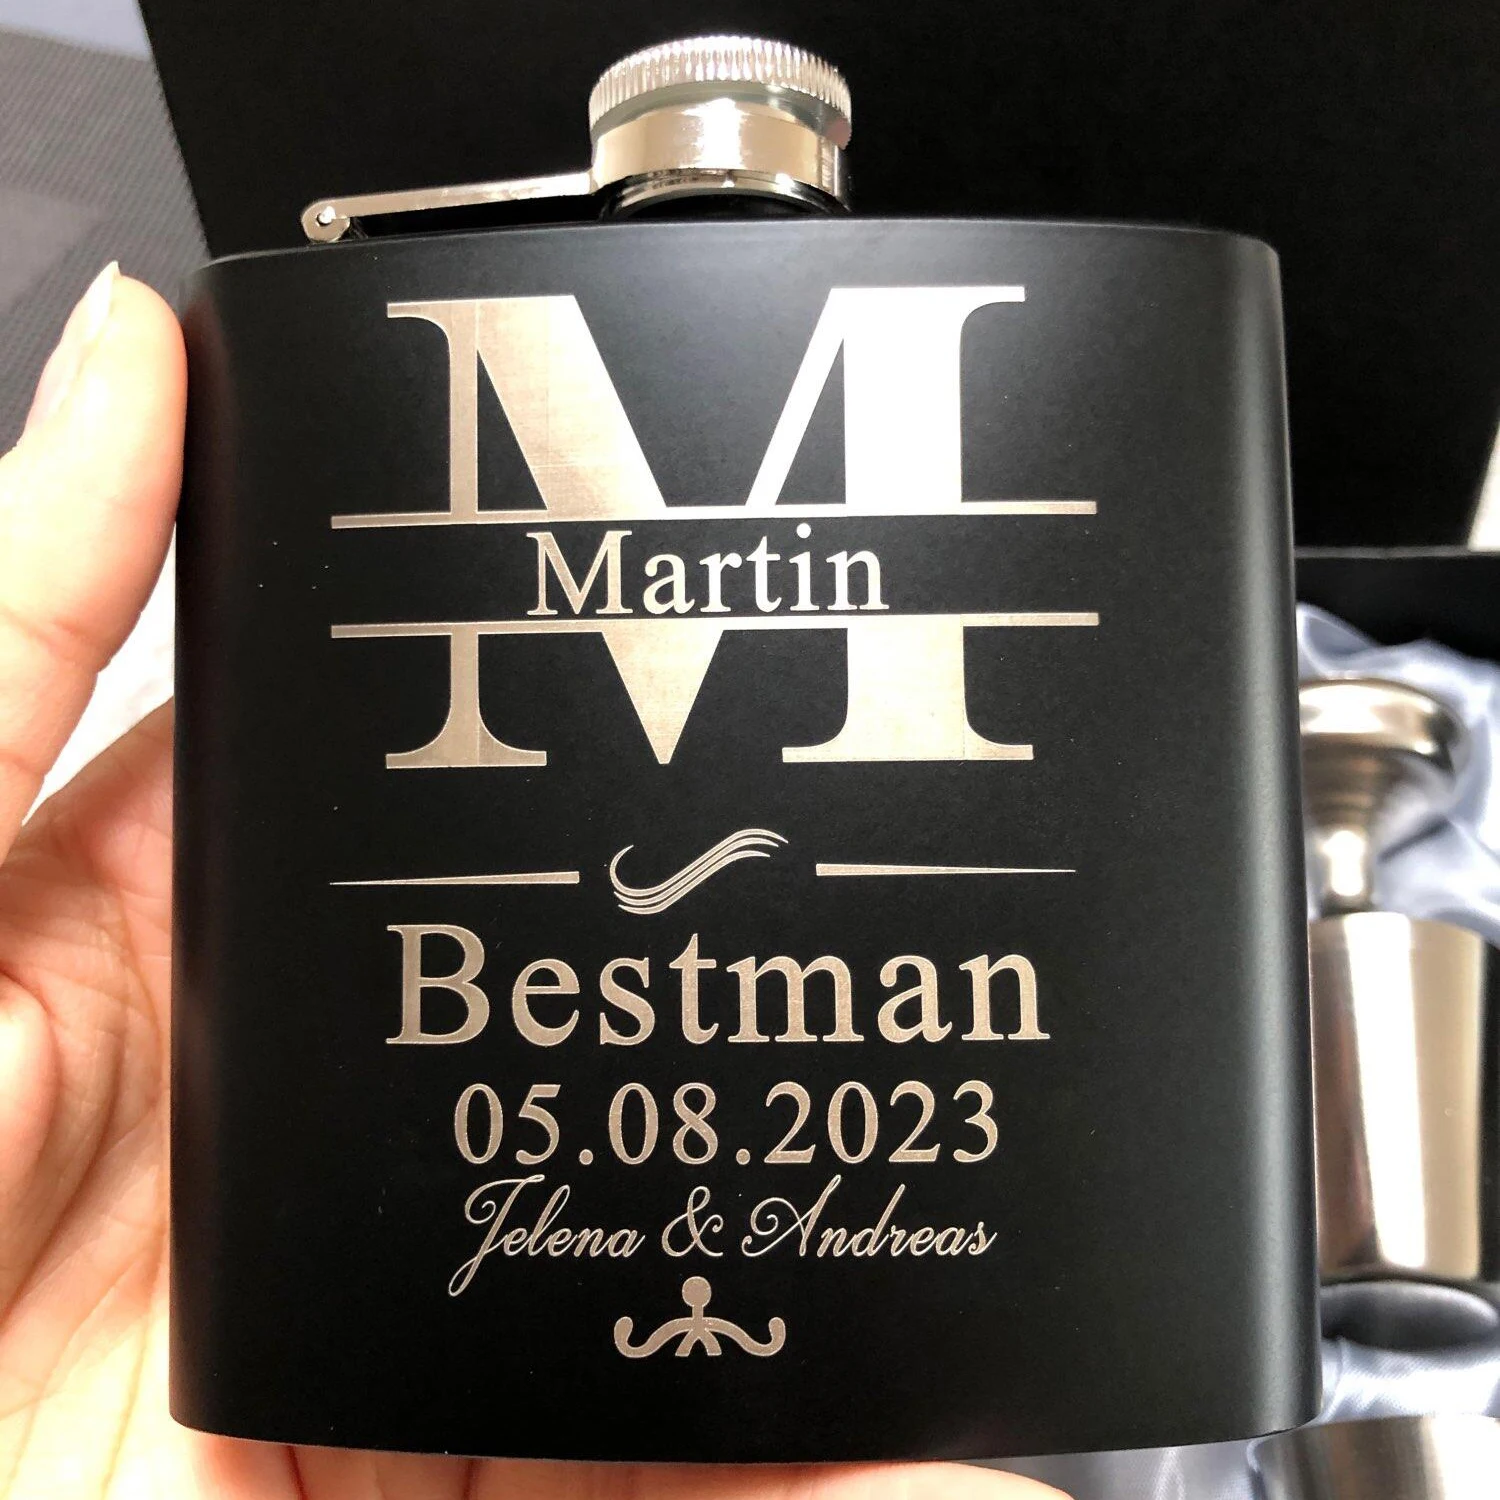 M
Martin
Bestman
05.08.2023
Jelena & Andreas